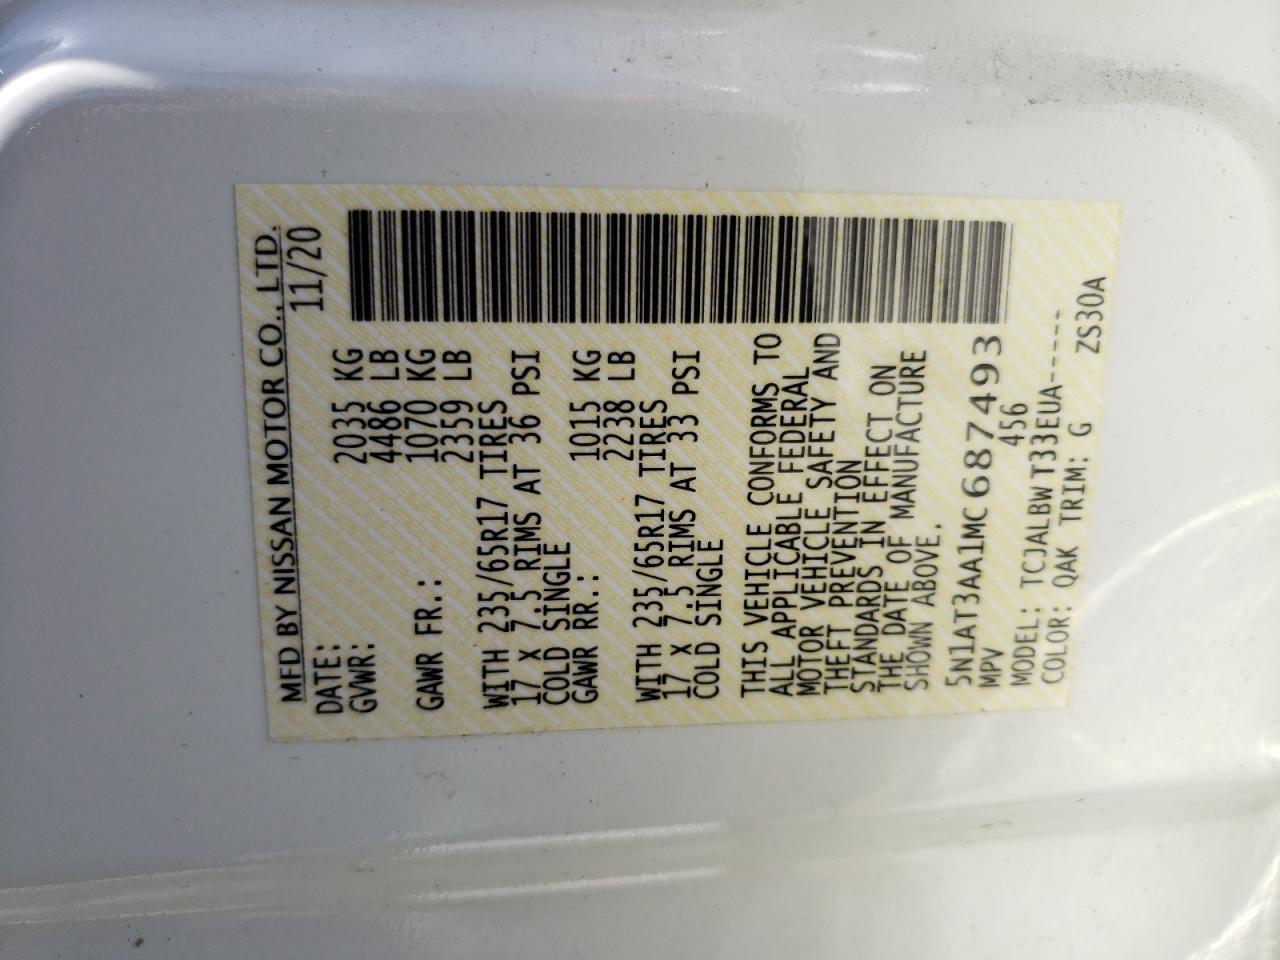 MFD BY NISSAN MOTOR CO., LTD.
DATE: 11/20
GVWR: 2035 KG
4486 LB
GAWR FR.: 1070 KG
2359 LB
WITH 235/65R17 TIRES
17 X 7.5 RIMS AT 36 PSI
COLD SINGLE
GAWR RR.: 1015 KG
2238 LB
WITH 235/65R17 TIRES
17 X 7.5 RIMS AT 33 PSI
COLD SINGLE
THIS VEHICLE CONFORMS TO
ALL APPLICABLE FEDERAL
MOTOR VEHICLE SAFETY AND
THEFT PREVENTION
STANDARDS IN EFFECT ON
THE DATE OF MANUFACTURE
SHOWN ABOVE.
5N1AT3AA1MC687493
MPV 456
MODEL: TCJALBWT33EUA-----
COLOR: QAK TRIM: G ZS30A